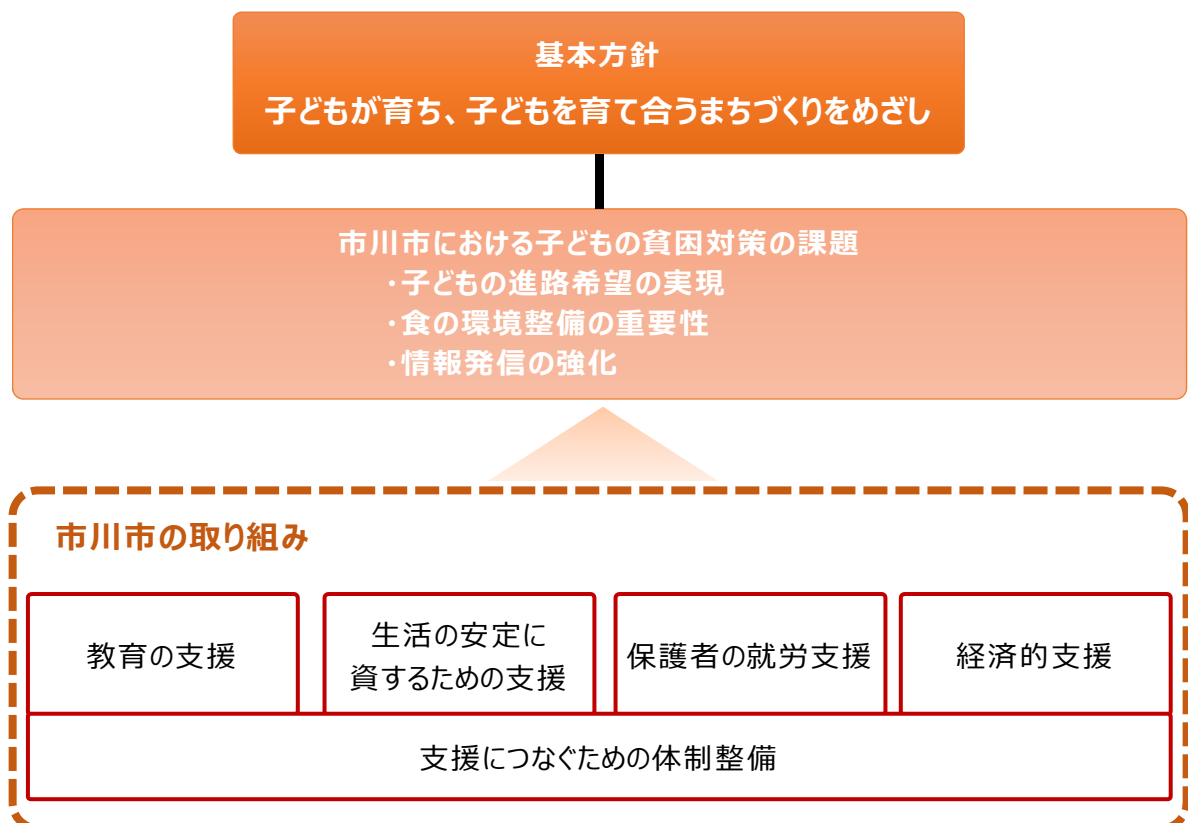 基本方針
子どもが育ち、子どもを育て合うまちづくりをめざし
市川市における子どもの貧困対策の課題
・子どもの進路希望の実現
・食の環境整備の重要性
・情報発信の強化
市川市の取り組み
教育の支援
生活の安定に
資するための支援
保護者の就労支援
経済的支援
支援につなぐための体制整備